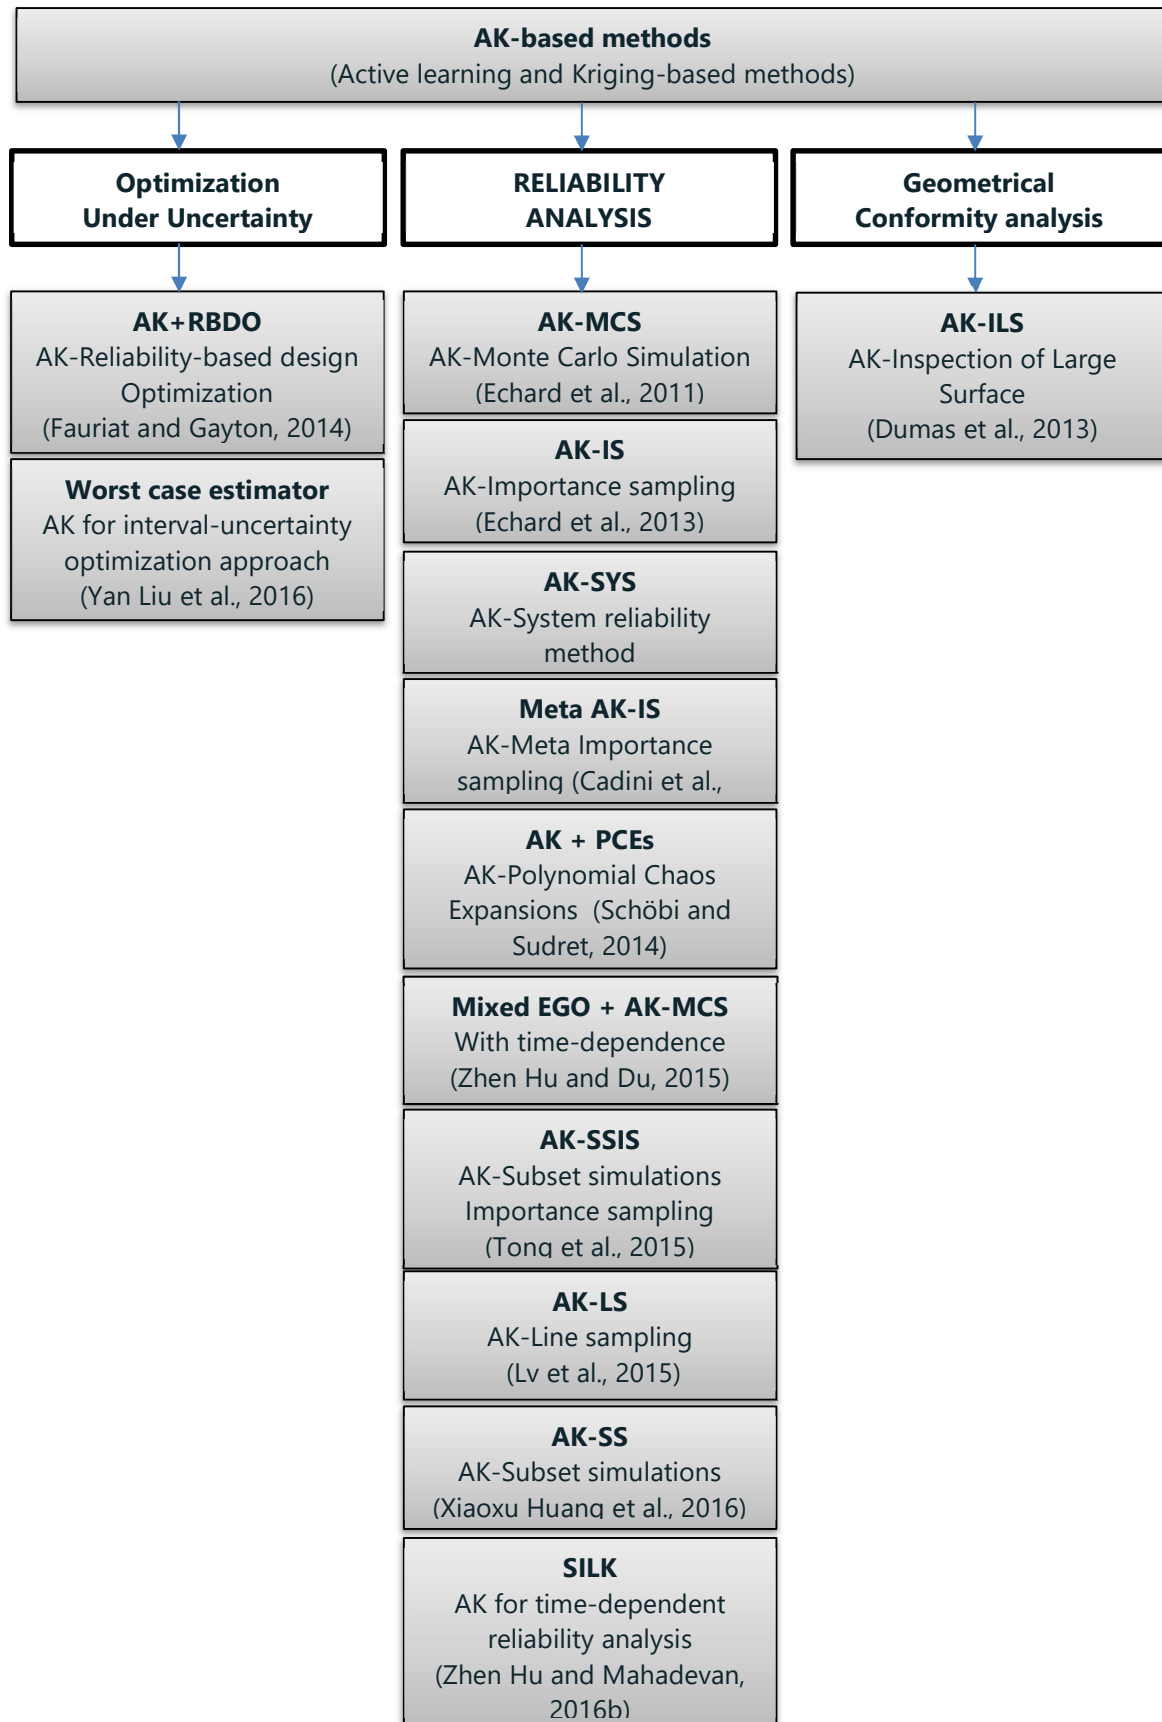 AK-based methods
(Active learning and Kriging-based methods)
Optimization
Under Uncertainty
RELIABILITY
ANALYSIS
Geometrical
Conformity analysis
AK+RBDO
AK-Reliability-based design
Optimization
(Fauriat and Gayton, 2014)
Worst case estimator
AK for interval-uncertainty
optimization approach
(Yan Liu et al., 2016)
AK-MCS
AK-Monte Carlo Simulation
(Echard et al., 2011)
AK-IS
AK-Importance sampling
(Echard et al., 2013)
AK-SYS
AK-System reliability
method
Meta AK-IS
AK-Meta Importance
sampling (Cadini et al.,
AK + PCEs
AK-Polynomial Chaos
Expansions (Schöbi and
Sudret, 2014)
Mixed EGO + AK-MCS
With time-dependence
(Zhen Hu and Du, 2015)
AK-SSIS
AK-Subset simulations
Importance sampling
(Tong et al., 2015)
AK-LS
AK-Line sampling
(Lv et al., 2015)
AK-SS
AK-Subset simulations
(Xiaoxu Huang et al., 2016)
SILK
AK for time-dependent
reliability analysis
(Zhen Hu and Mahadevan,
2016b)
AK-ILS
AK-Inspection of Large
Surface
(Dumas et al., 2013)